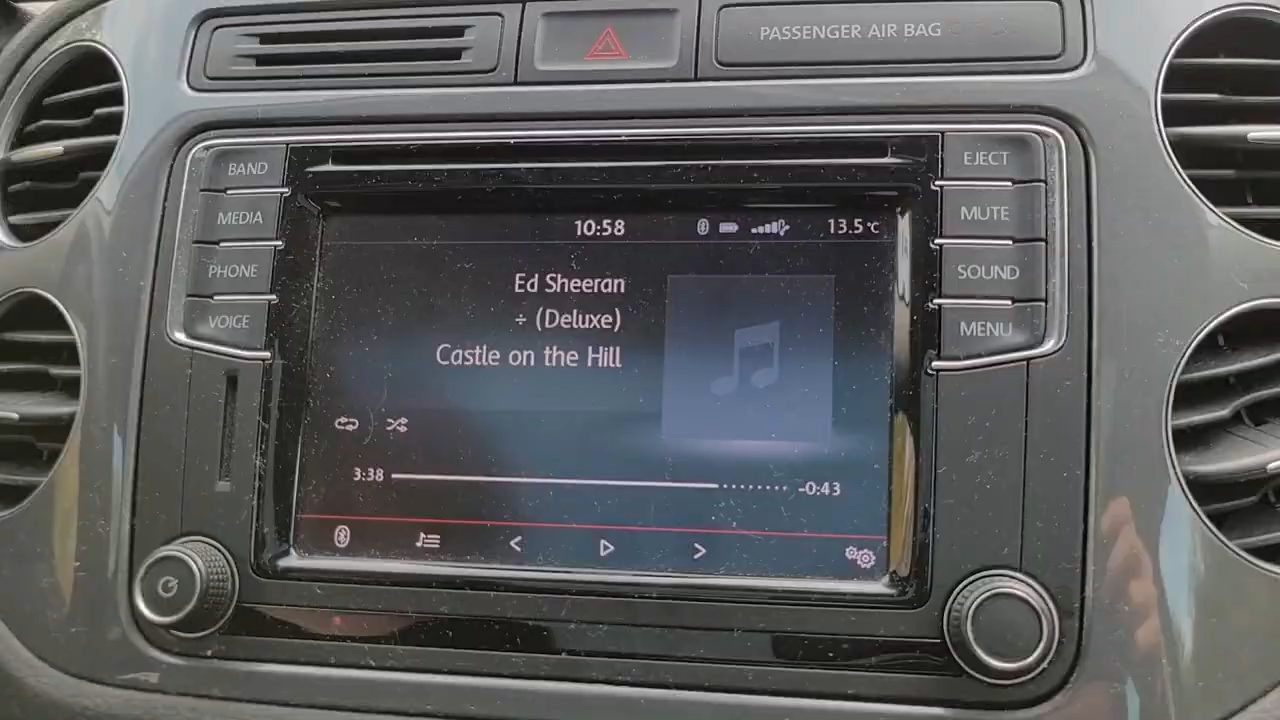 PASSENGER AIR BAG
BAND
MEDIA
PHONE
VOICE
10:58
13.5°C
Ed Sheeran
÷ (Deluxe)
Castle on the Hill
3:38
-0:43
EJECT
MUTE
SOUND
MENU